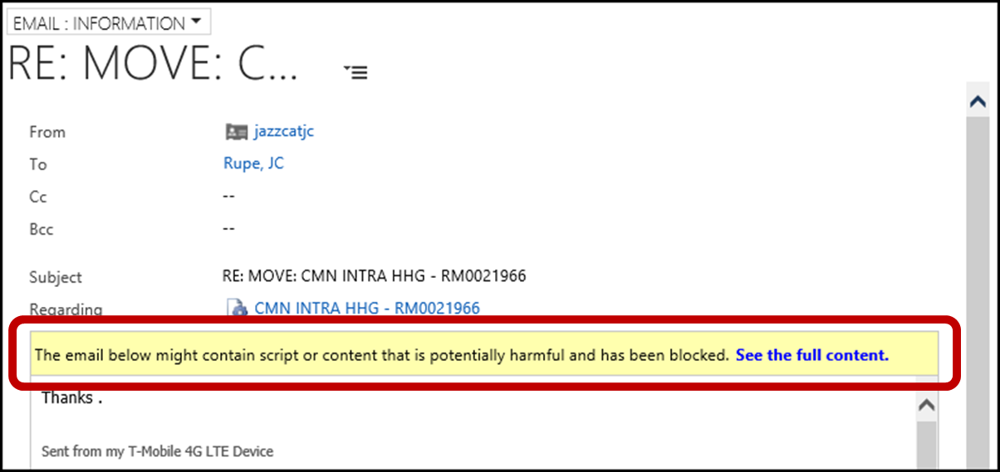 EMAIL : INFORMATION
RE: MOVE: C...
From jazzcatjc
To Rupe, JC
Cc --
Bcc --
Subject RE: MOVE: CMN INTRA HHG - RM0021966
Regarding CMN INTRA HHG - RM0021966
The email below might contain script or content that is potentially harmful and has been blocked. See the full content.
Thanks .
Sent from my T-Mobile 4G LTE Device